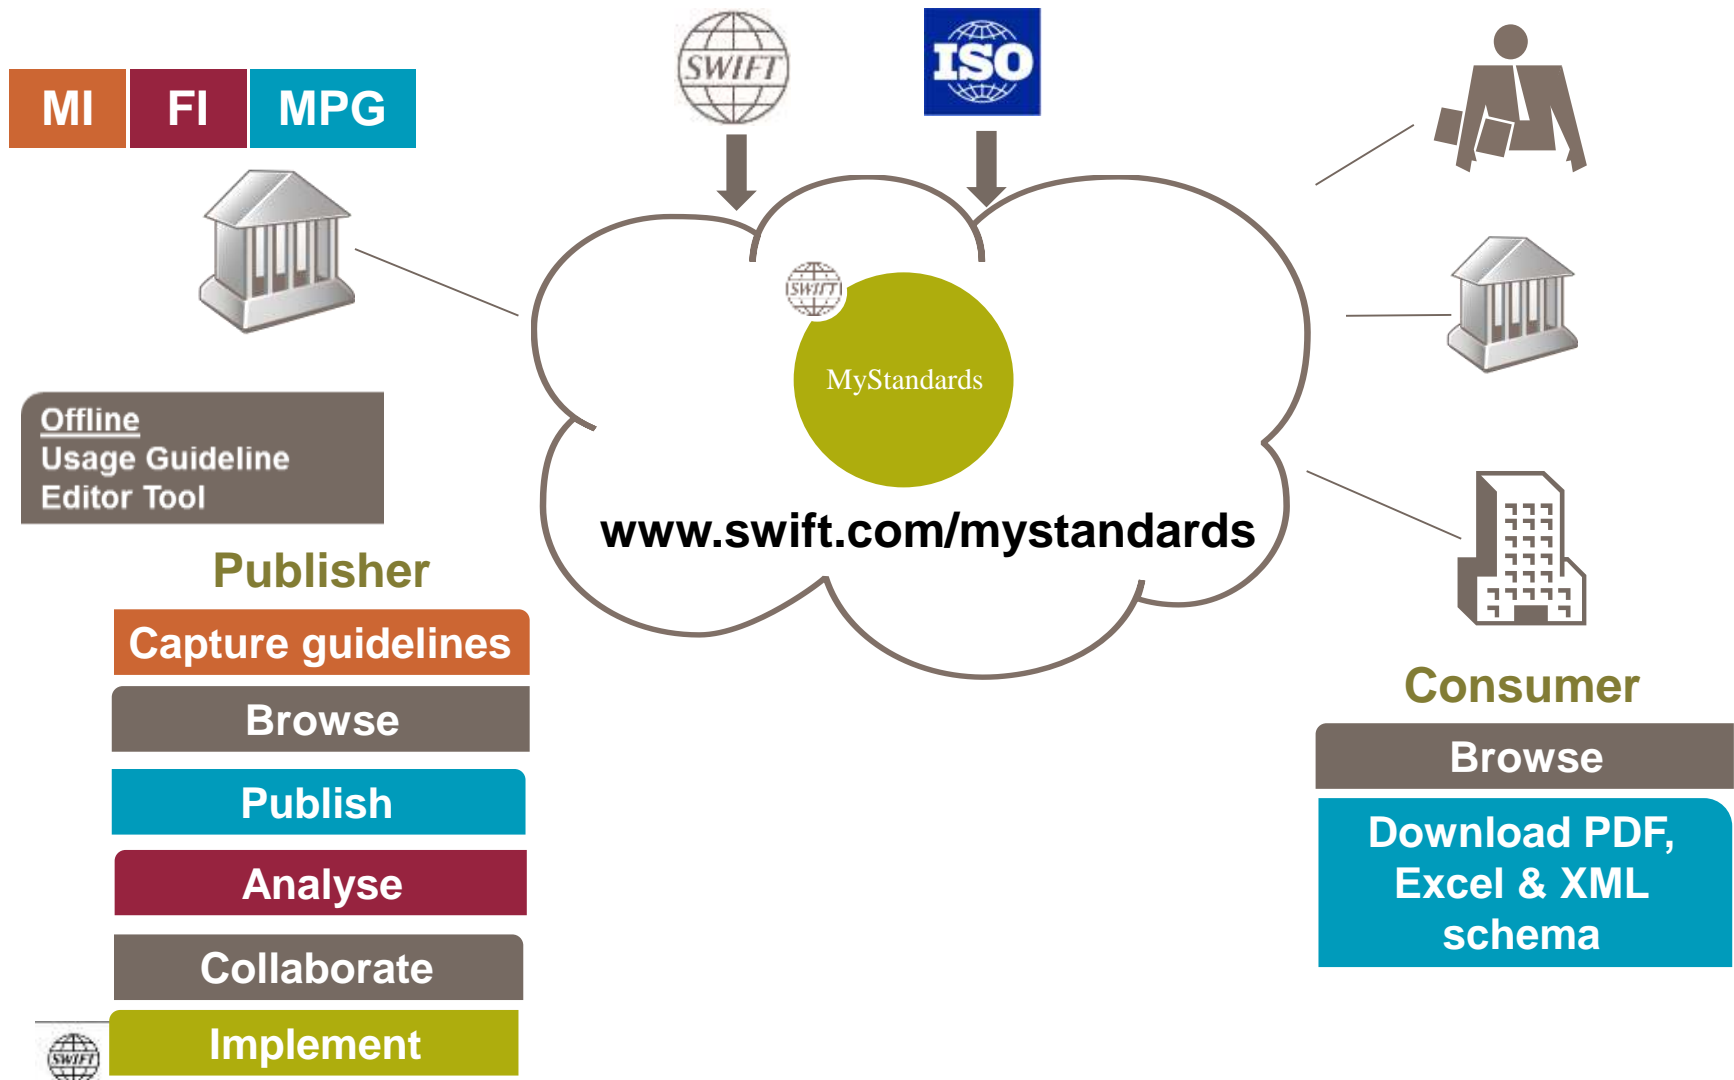 MI FI MPG
SWIFT
ISO
SWIFT
MyStandards
www.swift.com/mystandards
Offline
Usage Guideline
Editor Tool
Publisher
Capture guidelines
Browse
Publish
Analyse
Collaborate
Implement
SWIFT
Consumer
Browse
Download PDF,
Excel & XML
schema